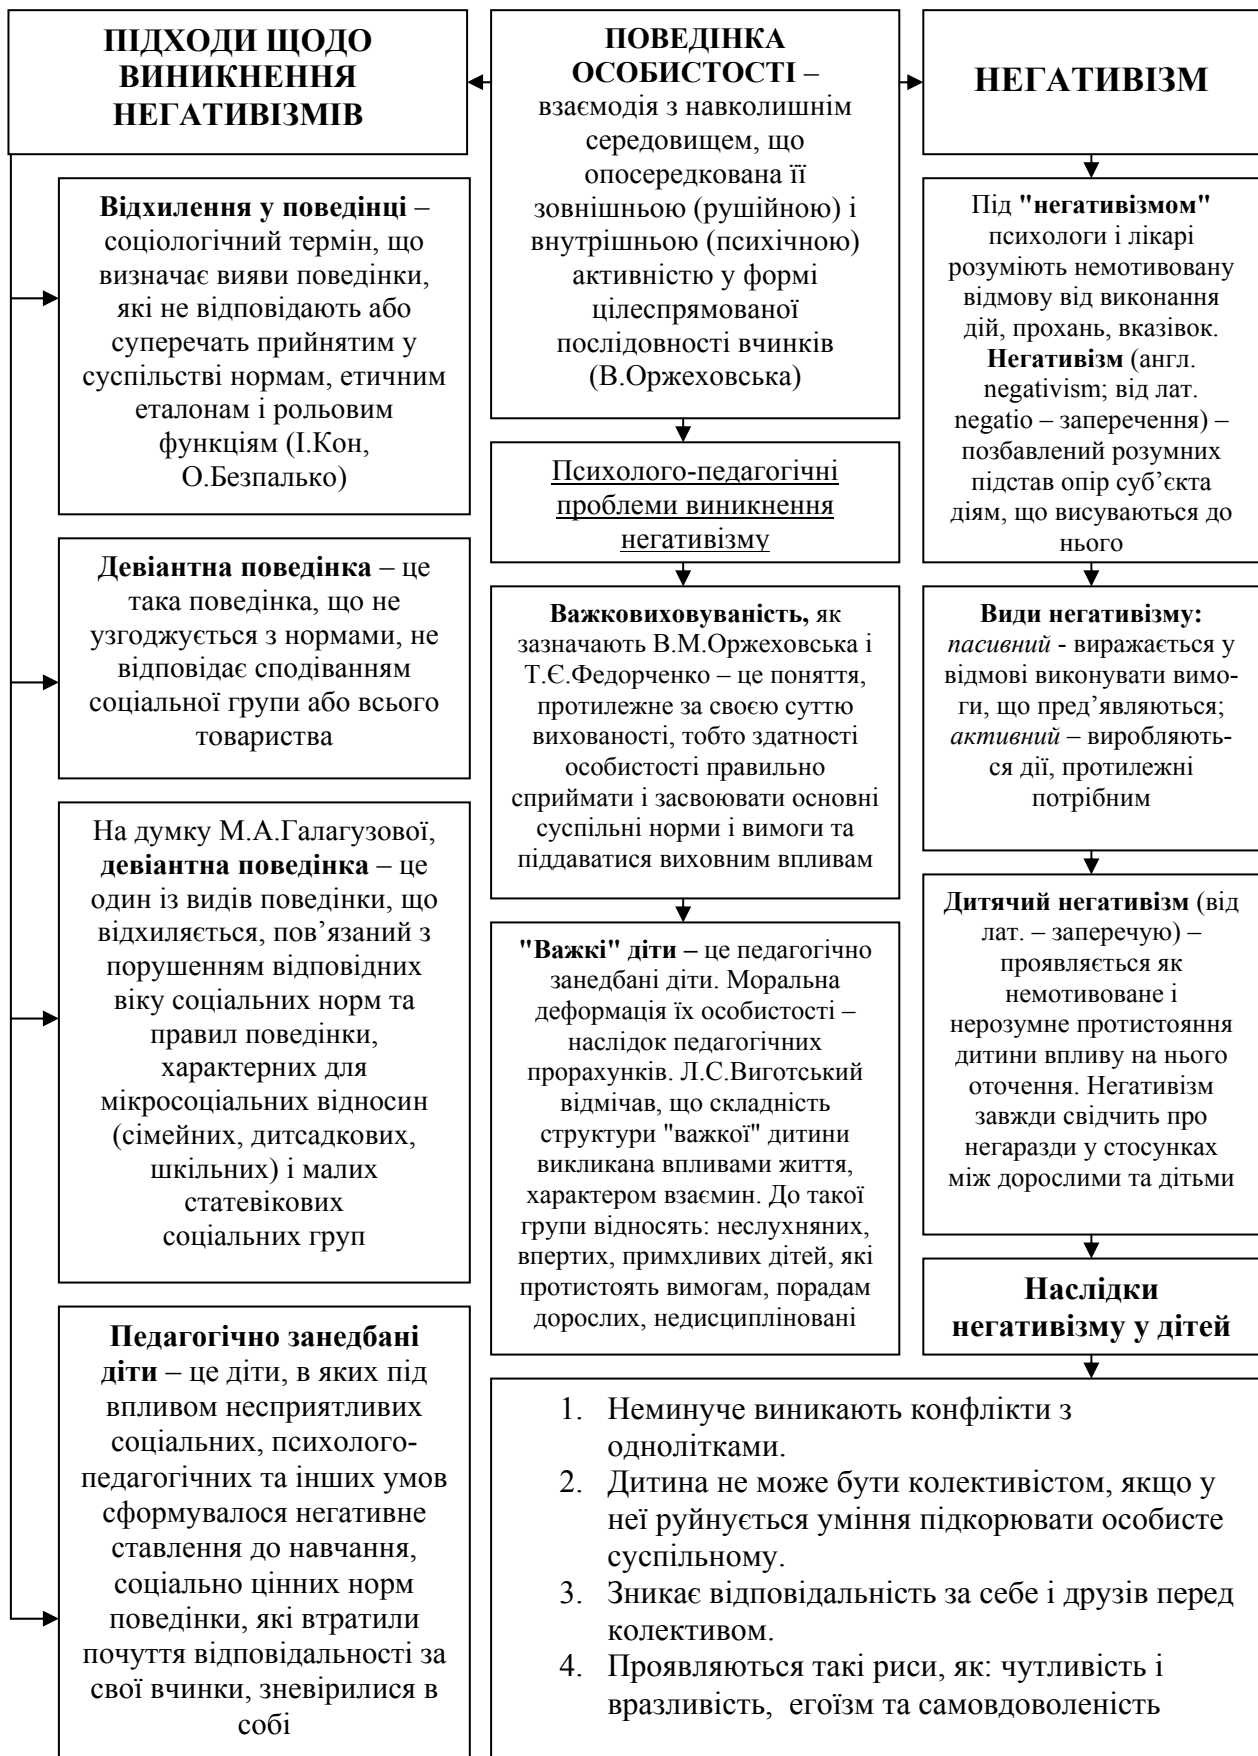 ПІДХОДИ ЩОДО
ВИНИКНЕННЯ
НЕГАТИВІЗМІВ
Відхилення у поведінці –
соціологічний термін, що
визначає вияви поведінки,
які не відповідають або
суперечать прийнятим у
суспільстві нормам, етичним
еталонам і рольовим
функціям (І.Кон,
О.Безпалько)
Девіантна поведінка – це
така поведінка, що не
узгоджується з нормами, не
відповідає сподіванням
соціальної групи або всього
товариства
На думку М.А.Галагузової,
девіантна поведінка – це
один із видів поведінки, що
відхиляється, пов’язаний з
порушенням відповідних
віку соціальних норм та
правил поведінки,
характерних для
мікросоціальних відносин
(сімейних, дитсадкових,
шкільних) і малих
статевікових
соціальних груп
Педагогічно занедбані
діти – це діти, в яких під
впливом несприятливих
соціальних, психолого-
педагогічних та інших умов
сформувалося негативне
ставлення до навчання,
соціально цінних норм
поведінки, які втратили
почуття відповідальності за
свої вчинки, зневірилися в
собі
ПОВЕДІНКА
ОСОБИСТОСТІ –
взаємодія з навколишнім
середовищем, що
опосередкована її
зовнішньою (рушійною) і
внутрішньою (психічною)
активністю у формі
цілеспрямованої
послідовності вчинків
(В.Оржеховська)
Психолого-педагогічні
проблеми виникнення
негативізму
Важковиховуваність, як
зазначають В.М.Оржеховська і
Т.Є.Федорченко – це поняття,
протилежне за своєю суттю
вихованості, тобто здатності
особистості правильно
сприймати і засвоювати основні
суспільні норми і вимоги та
піддаватися виховним впливам
"Важкі" діти – це педагогічно
занедбані діти. Моральна
деформація їх особистості –
наслідок педагогічних
прорахунків. Л.С.Виготський
відмічав, що складність
структури "важкої" дитини
викликана впливами життя,
характером взаємин. До такої
групи відносять: неслухняних,
впертих, примхливих дітей, які
протистоять вимогам, порадам
дорослих, недисципліновані
НЕГАТИВІЗМ
Під "негативізмом"
психологи і лікарі
розуміють немотивовану
відмову від виконання
дій, прохань, вказівок.
Негативізм (англ.
negativism; від лат.
negatio – заперечення) –
позбавлений розумних
підстав опір суб’єкта
діям, що висуваються до
нього
Види негативізму:
пасивний - виражається у
відмові виконувати вимо-
ги, що пред’являються;
активний – виробляють-
ся дії, протилежні
потрібним
Дитячий негативізм (від
лат. – заперечую) –
проявляється як
немотивоване і
нерозумне протистояння
дитини впливу на нього
оточення. Негативізм
завжди свідчить про
негаразди у стосунках
між дорослими та дітьми
Наслідки
негативізму у дітей
1. Неминуче виникають конфлікти з
однолітками.
2. Дитина не може бути колективістом, якщо у
неї руйнується уміння підкорювати особисте
суспільному.
3. Зникає відповідальність за себе і друзів перед
колективом.
4. Проявляються такі риси, як: чутливість і
вразливість, егоїзм та самовдоволеність